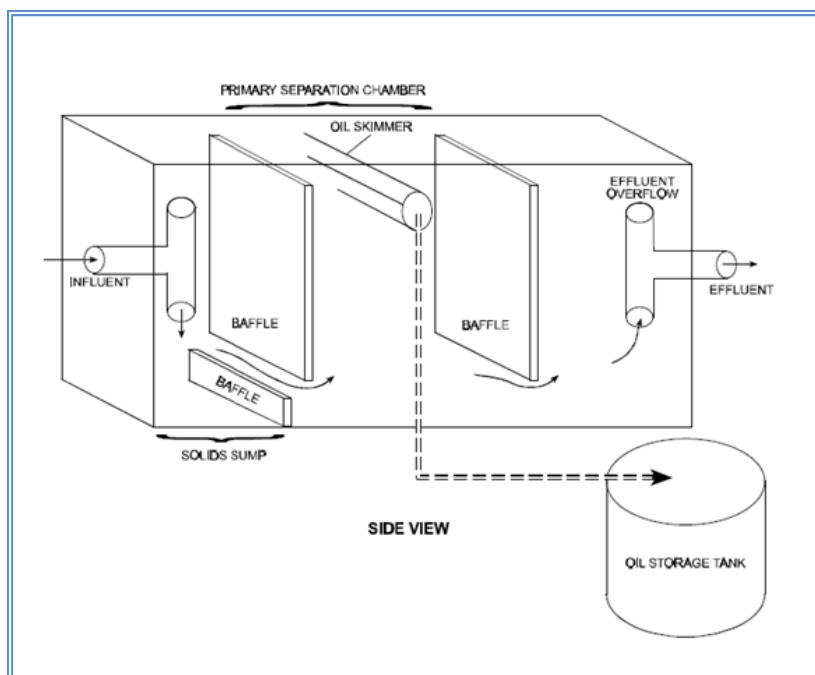 PRIMARY SEPARATION CHAMBER
OIL SKIMMER
EFFLUENT
OVERFLOW
INFLUENT
EFFLUENT
BAFFLE
BAFFLE
BAFFLE
SOLIDS SUMP
SIDE VIEW
OIL STORAGE TANK